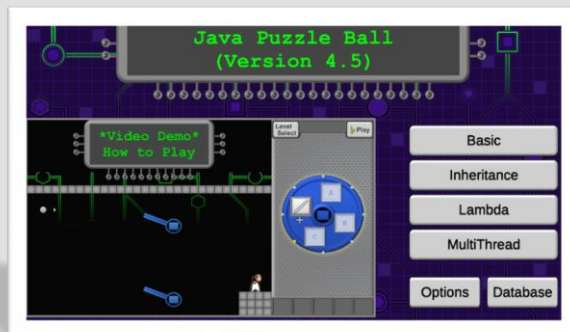 Java Puzzle Ball
(Version 4.5)
*Video Demo*
How to Play
Level
Select
Play
A
B
C
Basic
Inheritance
Lambda
MultiThread
Options
Database